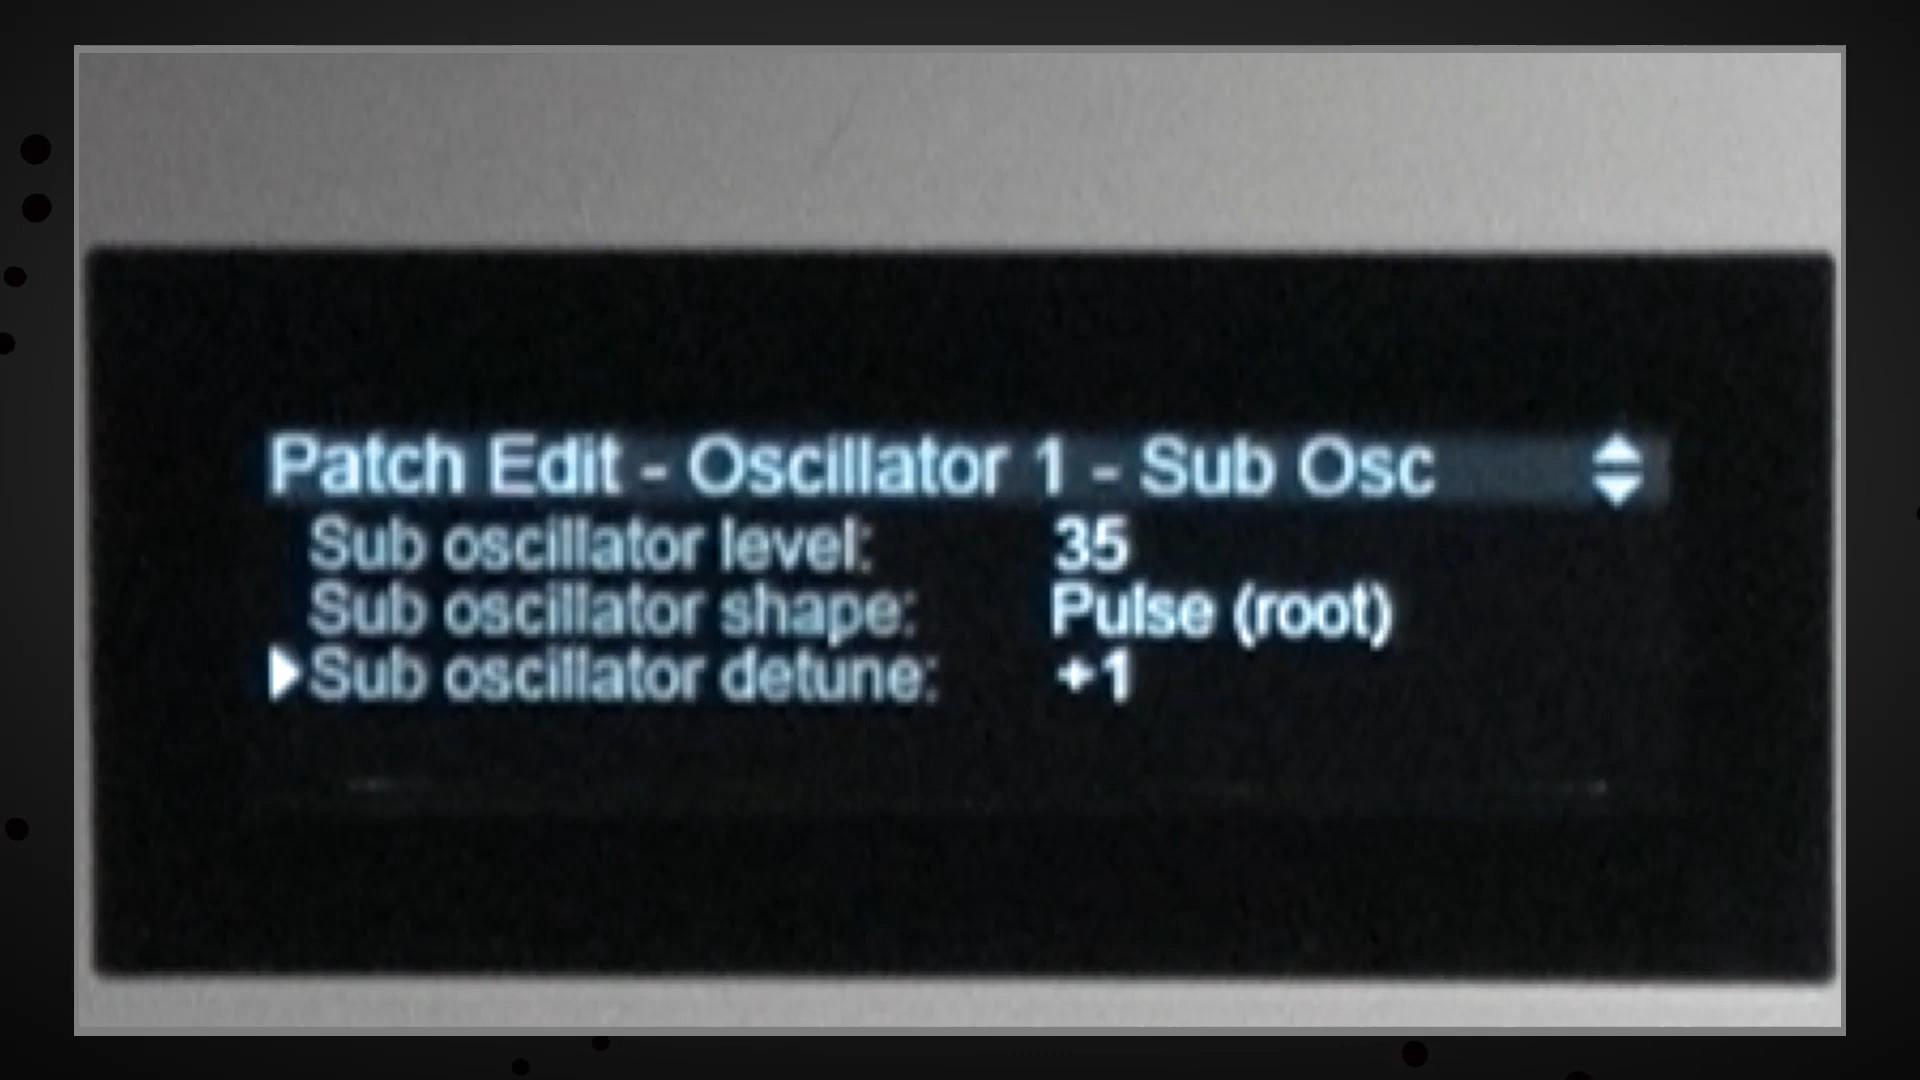 Patch Edit - Oscillator 1 - Sub Osc
Sub oscillator level: 35
Sub oscillator shape: Pulse (root)
Sub oscillator detune: +1